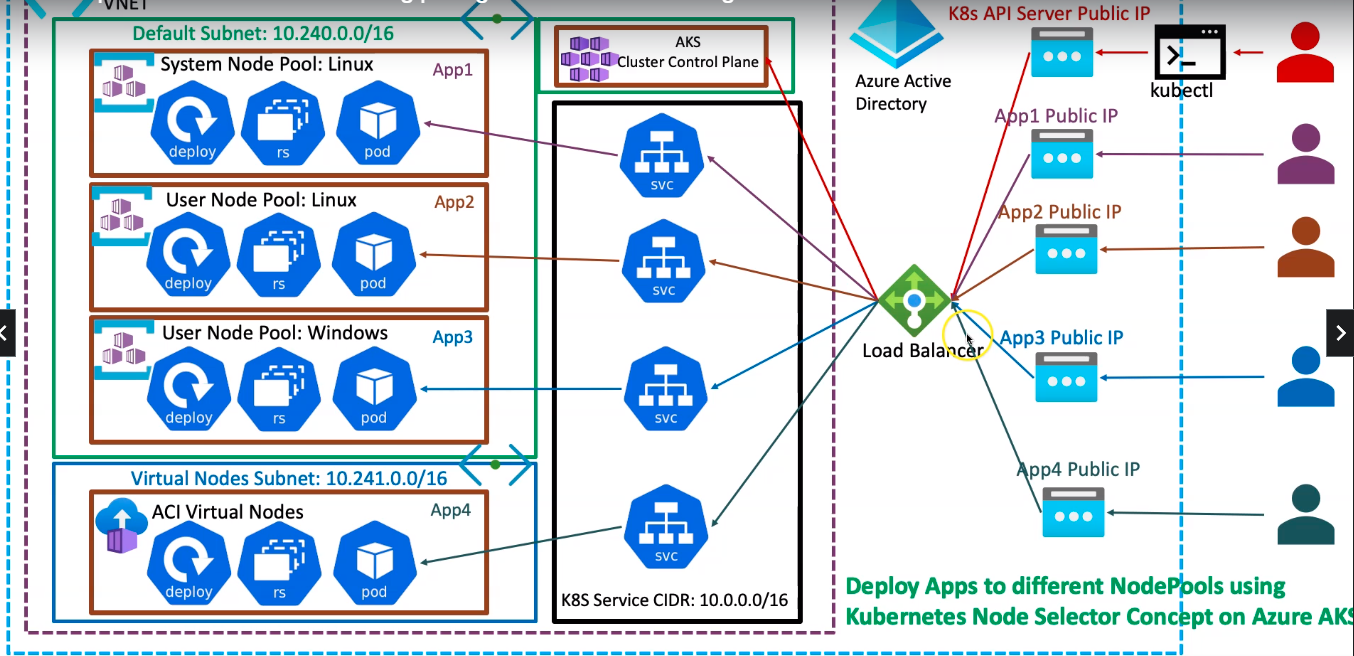 VNET
Default Subnet: 10.240.0.0/16
System Node Pool: Linux
App1
deploy
rs
pod
User Node Pool: Linux
App2
deploy
rs
pod
User Node Pool: Windows
App3
deploy
rs
pod
Virtual Nodes Subnet: 10.241.0.0/16
ACI Virtual Nodes
App4
deploy
rs
pod
AKS
Cluster Control Plane
svc
svc
svc
svc
K8S Service CIDR: 10.0.0.0/16
Azure Active
Directory
Load Balancer
K8s API Server Public IP
kubectl
App1 Public IP
App2 Public IP
App3 Public IP
App4 Public IP
Deploy Apps to different NodePools using
Kubernetes Node Selector Concept on Azure AKS